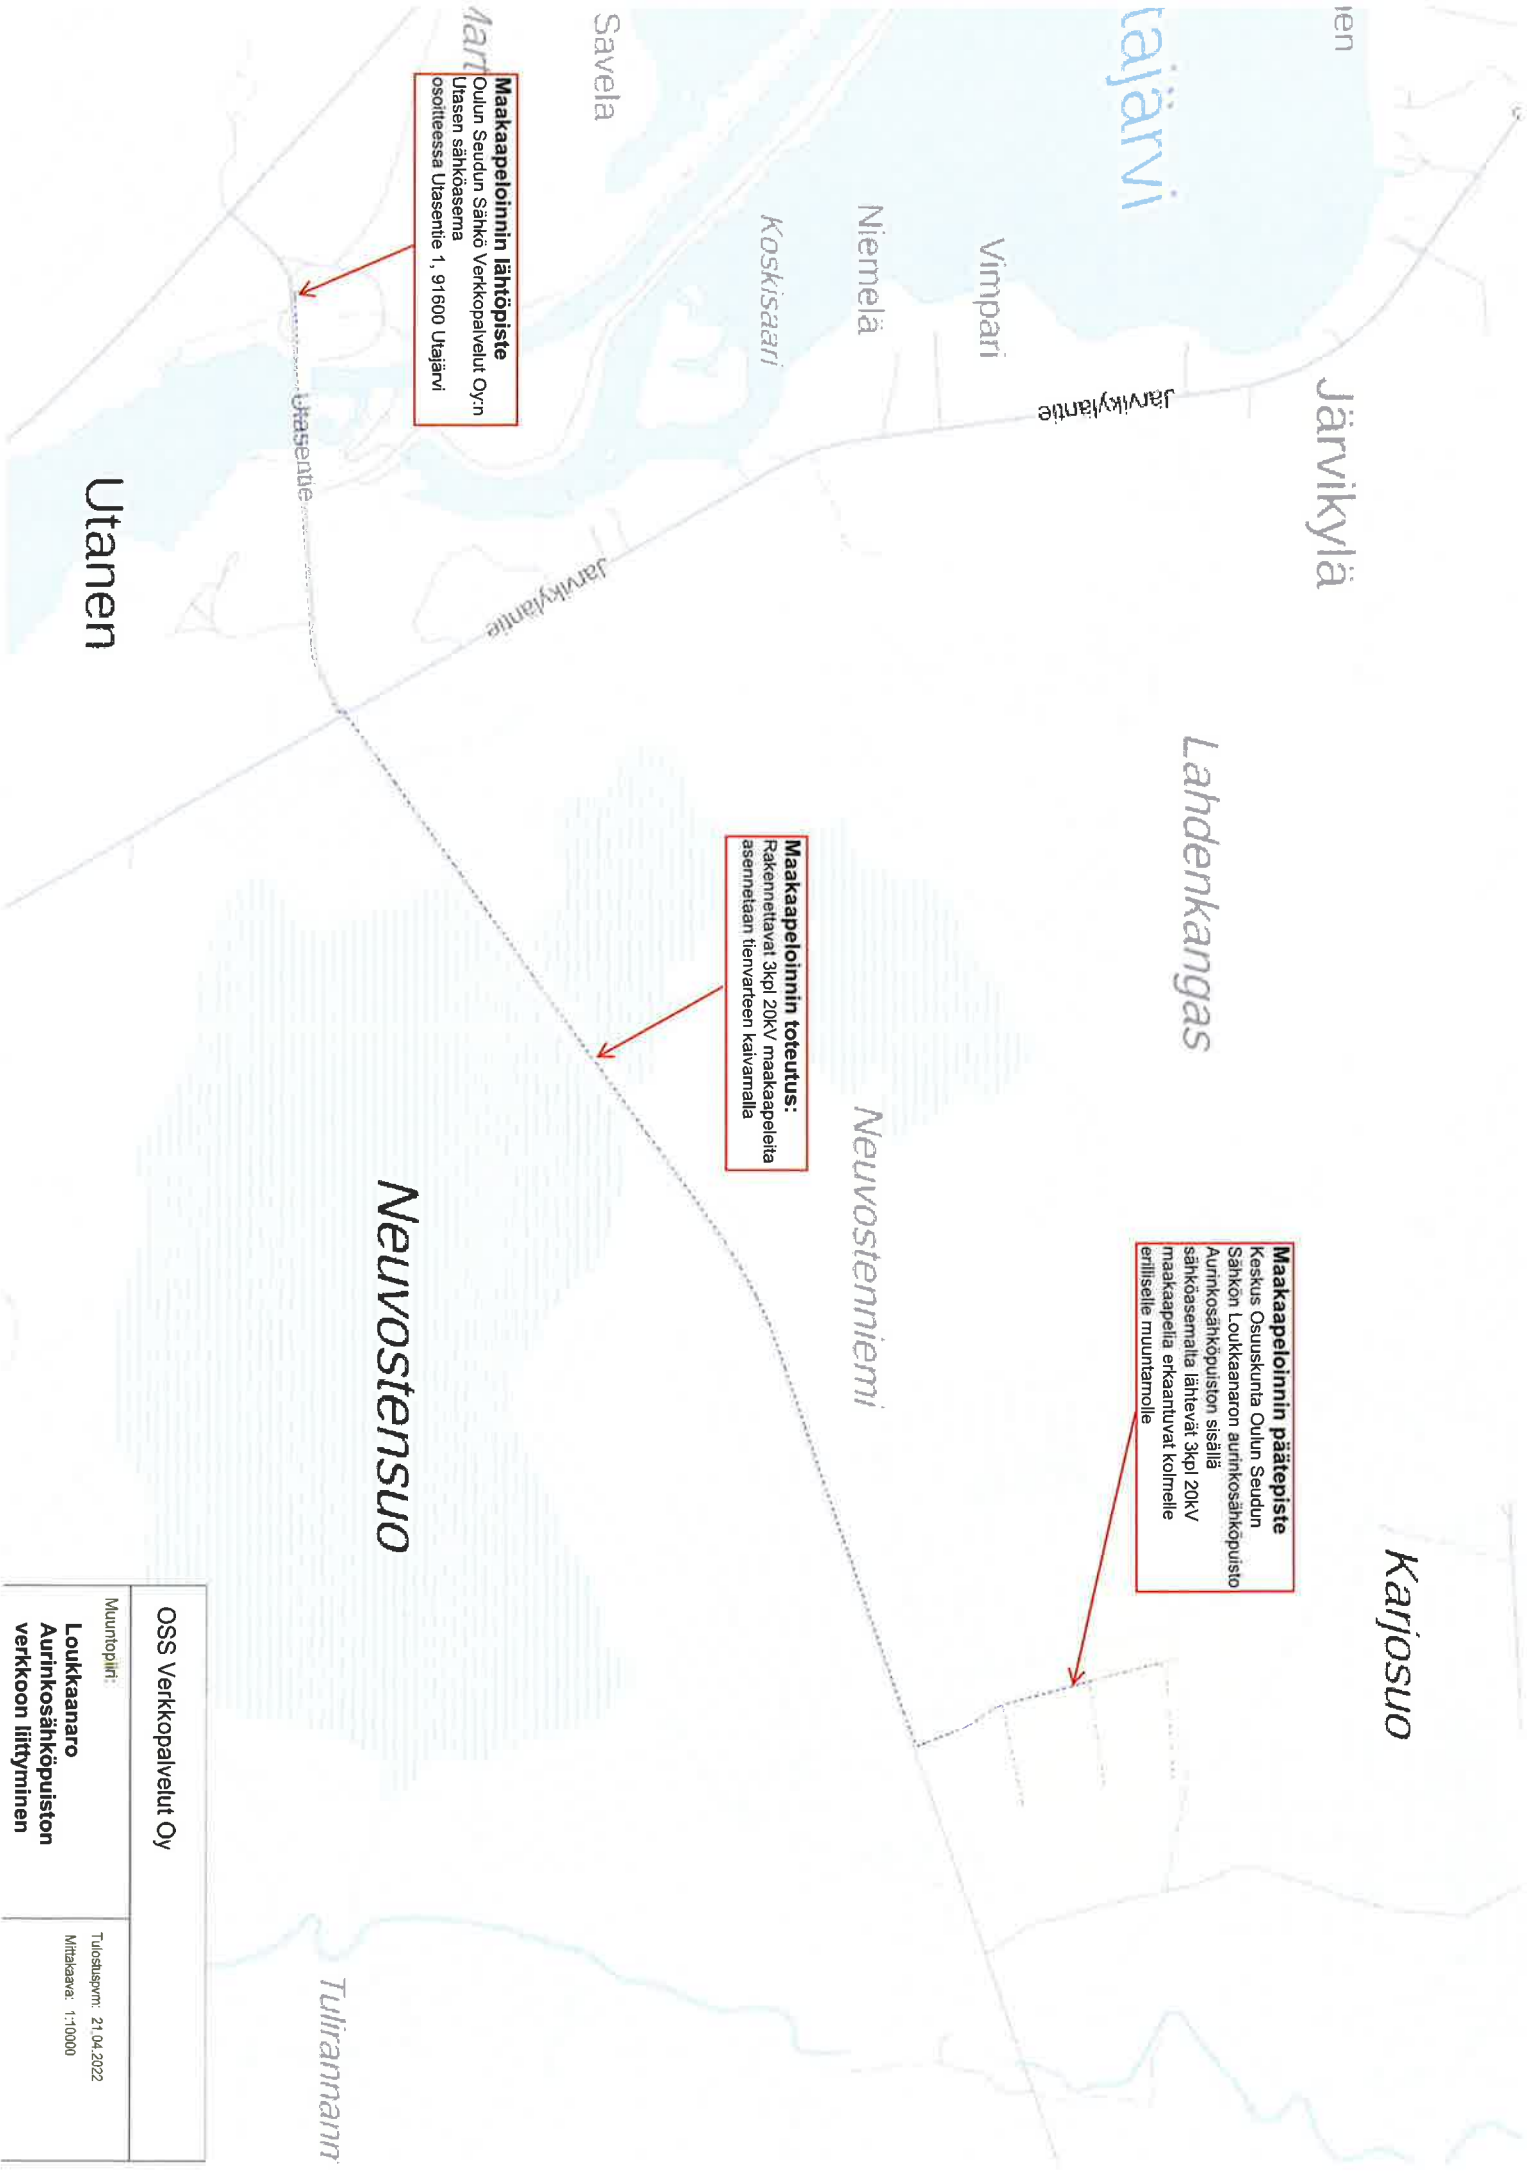 Järvikylä
Karjosuo
Lahdenkangas
tajärvi
Vimpari
Niemelä
Koskisaari
Savela
Järvikyläntie
Järvikyläntie
Maakaapeloinnin päätepiste
Keskus Osuuskunta Oulun Seudun
Sähkön Loukkaanaron aurinkosähköpuisto
Aurinkosähköpuiston sisällä
sähköasemalta lähtevät 3kpl 20kV
maakaapelia erkaantuvat kolmelle
erilliselle muuntamolle
Neuvostenniemi
Maakaapeloinnin toteutus:
Rakennettavat 3kpl 20kV maakaapeleita
asennetaan tienvarteen kaivamalla
Maakaapeloinnin lähtöpiste
Oulun Seudun Sähkö Verkkopalvelut Oy:n
Utasen sähköasema
osoitteessa Utasentie 1, 91600 Utajärvi
Utasentie
Neuvostensuo
Utanen
Tulirannann
OSS Verkkopalvelut Oy
Muuntopiiri:
Loukkaanaro
Aurinkosähköpuiston
verkkoon liittyminen
Tulostuspvm: 21.04.2022
Mittakaava: 1:10000